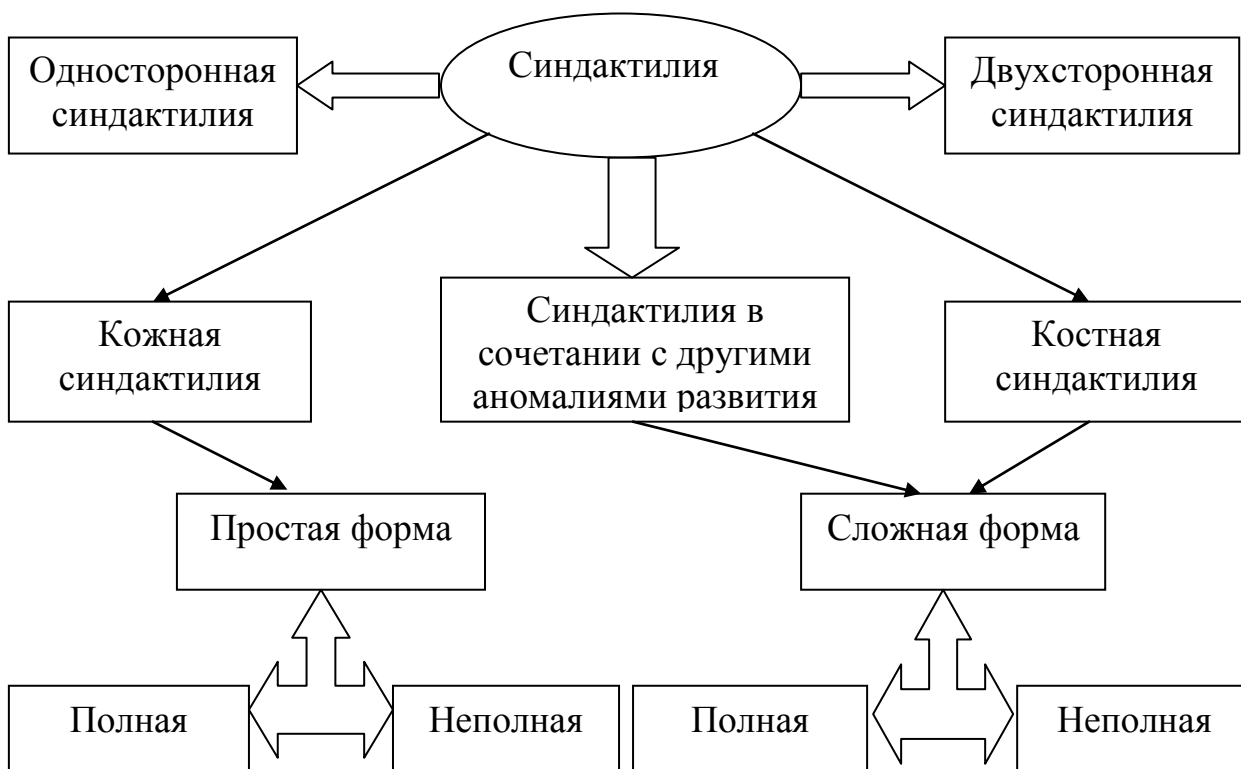 Односторонная
синдактилия
Синдактилия
Двухсторонная
синдактилия
Кожная
синдактилия
Синдактилия в
сочетании с другими
аномалиями развития
Костная
синдактилия
Простая форма
Сложная форма
Полная
Неполная
Полная
Неполная